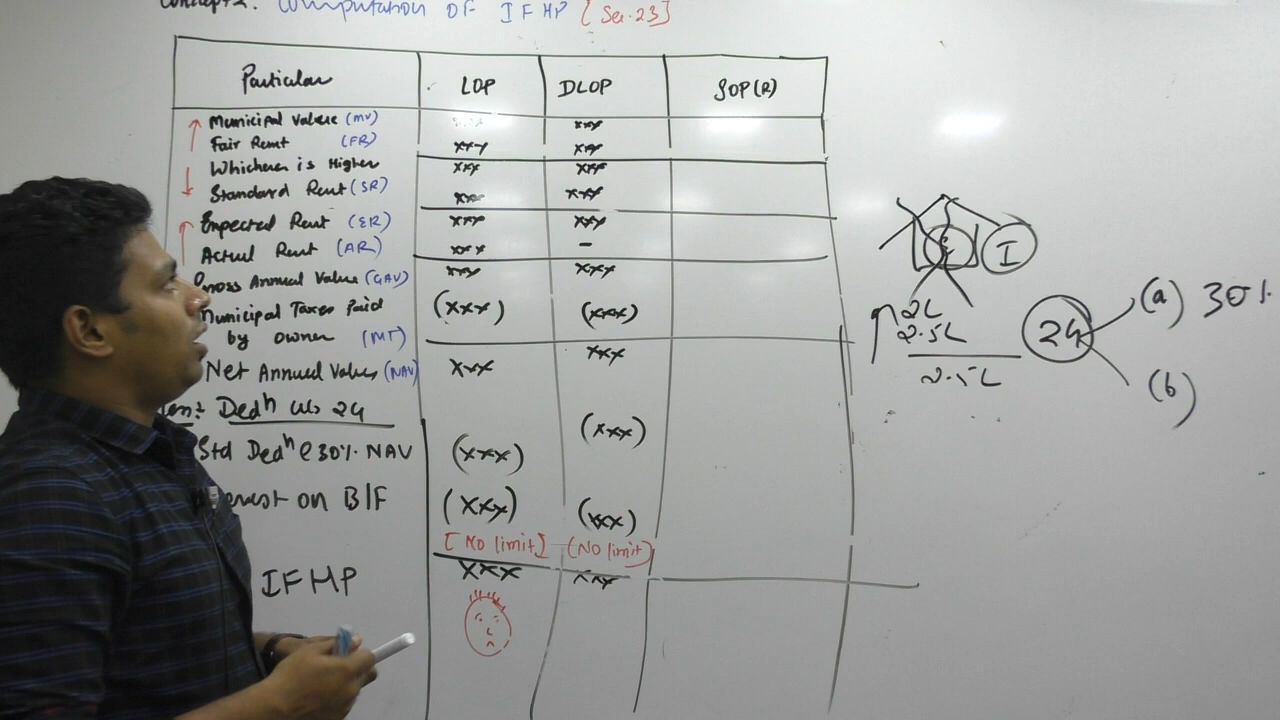 Concept 2: Computation OF IFHP [Sec-23]
Particular LOP DLOP SOP(R)
Municipal Value (MV) xxx
Fair Rent (FR) xxx xxx
Whichever is Higher xxx xxx
Standard Rent (SR) xx xxx
Expected Rent (ER) xxx xxx
Actual Rent (AR) xxx -
Gross Annual Value (GAV) xxx xxx
Municipal Taxes Paid (xxx) (xxx)
by owner (MT)
Net Annual Value (NAV) xxx xxx
Dedn u/s 24
Std Dedn @ 30% NAV (xxx) (xxx)
on B/F (xxx) (xxx)
[No limit] (No limit)
IFHP xxx xxx
I
2L
2.5L
2.5L
24
(a) 30%
(b)